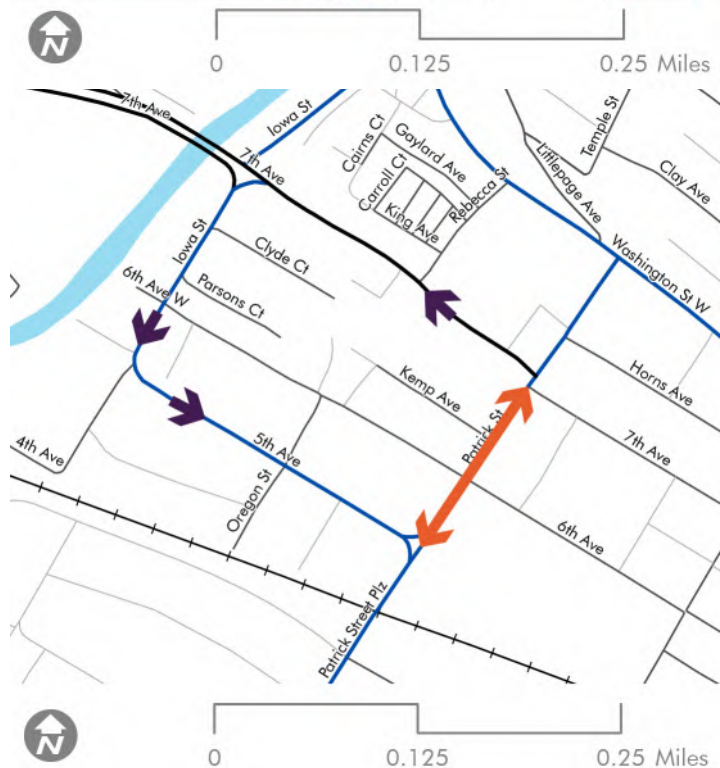 N
0 0.125 0.25 Miles
7th Ave
Iowa St
7th Ave
Cairns Ct
Gaylard Ave
Carroll Ct
King Ave
Rebecca St
Temple St
Littlepage Ave
Clay Ave
Washington St W
Iowa St
Clyde Ct
6th Ave W
Parsons Ct
Horns Ave
Kemp Ave
Patrick St
7th Ave
4th Ave
5th Ave
Oregon St
6th Ave
Patrick Street Plz
N
0 0.125 0.25 Miles